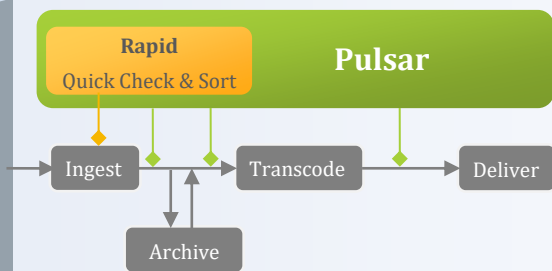 Rapid
Quick Check & Sort
Pulsar
Ingest
Transcode
Deliver
Archive